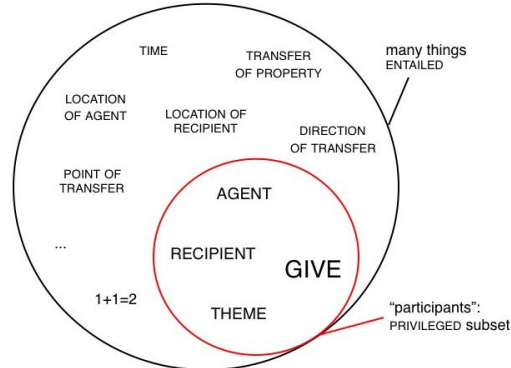 TIME
TRANSFER
OF PROPERTY
many things
ENTAILED
LOCATION
OF AGENT
LOCATION OF
RECIPIENT
DIRECTION
OF TRANSFER
POINT OF
TRANSFER
AGENT
...
RECIPIENT
GIVE
1+1=2
THEME
“participants”:
PRIVILEGED subset